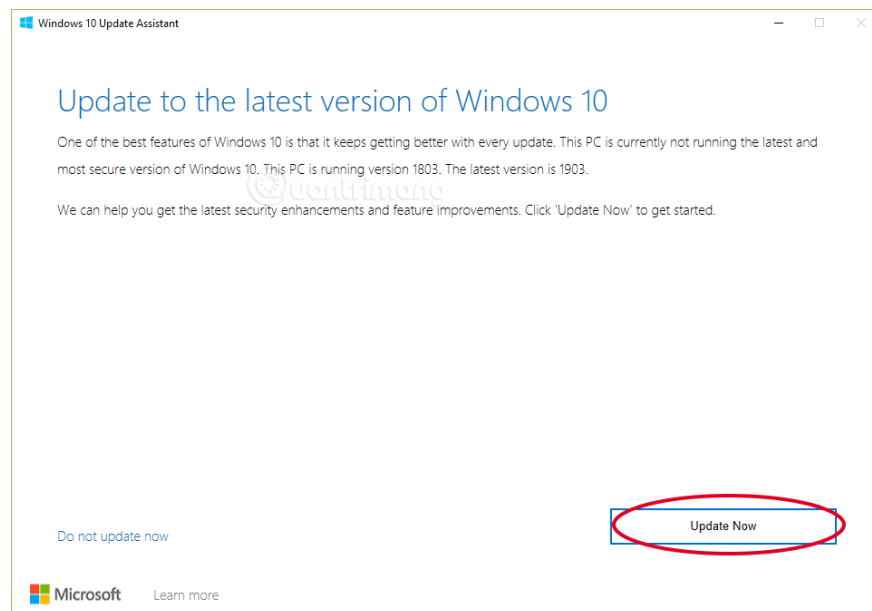 Windows 10 Update Assistant
Update to the latest version of Windows 10
One of the best features of Windows 10 is that it keeps getting better with every update. This PC is currently not running the latest and
most secure version of Windows 10. This PC is running version 1803. The latest version is 1903.
Quantrimang
We can help you get the latest security enhancements and feature improvements. Click 'Update Now' to get started.
Update Now
Do not update now
Microsoft
Learn more